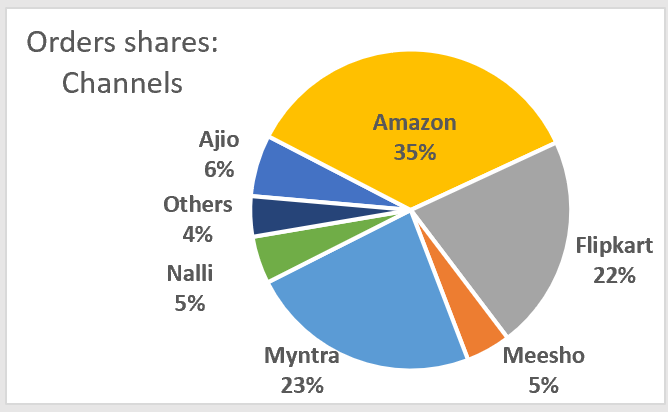 Orders shares:
Channels
Amazon
35%
Ajio
6%
Others
4%
Flipkart
22%
Nalli
5%
Myntra
23%
Meesho
5%